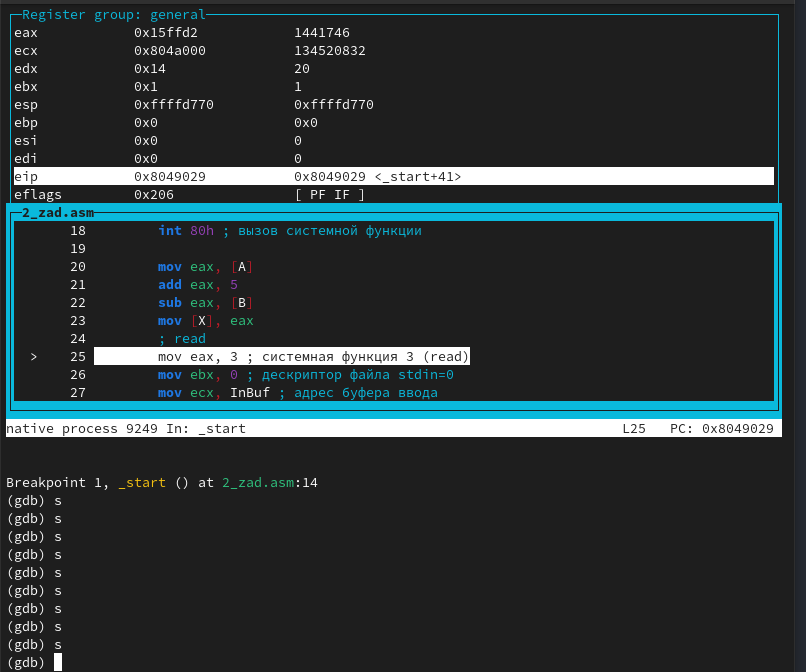 Register group: general
eax 0x15ffd2 1441746
ecx 0x804a000 134520832
edx 0x14 20
ebx 0x1 1
esp 0xffffd770 0xffffd770
ebp 0x0 0x0
esi 0x0 0
edi 0x0 0
eip 0x8049029 0x8049029 <_start+41>
eflags 0x206 [ PF IF ]
2_zad.asm
18 int 80h ; вызов системной функции
19
20 mov eax, [A]
21 add eax, 5
22 sub eax, [B]
23 mov [X], eax
24 ; read
> 25 mov eax, 3 ; системная функция 3 (read)
26 mov ebx, 0 ; дескриптор файла stdin=0
27 mov ecx, InBuf ; адрес буфера ввода
native process 9249 In: _start L25 PC: 0x8049029
Breakpoint 1, _start () at 2_zad.asm:14
(gdb) s
(gdb) s
(gdb) s
(gdb) s
(gdb) s
(gdb) s
(gdb) s
(gdb) s
(gdb) s
(gdb)